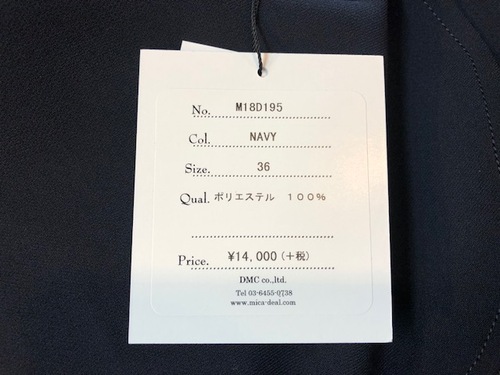 No. M18D195
Col. NAVY
Size. 36
Qual. ポリエステル　１００％
Price. ¥14,000(+税)
DMC co.,ltd.
Tel 03-6455-0738
www.mica-deal.com